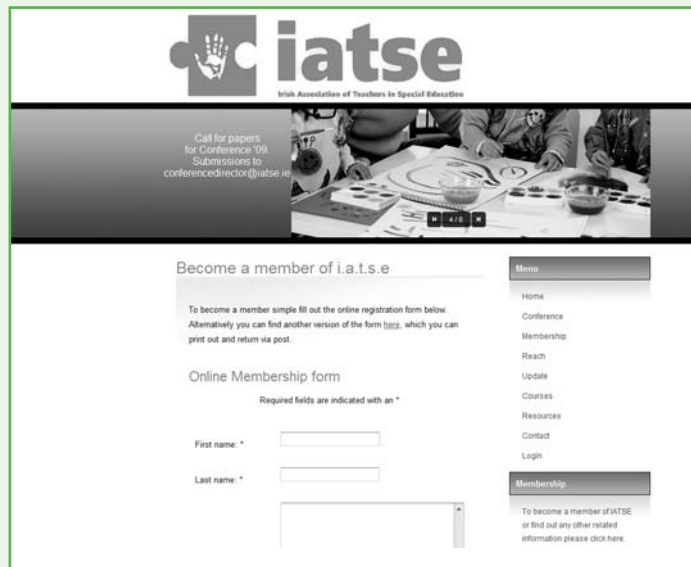 iatse
Irish Association of Teachers in Special Education
Call for papers
for Conference '09.
Submissions to
conferencedirector@iatse.ie
4 / 8
Become a member of i.a.t.s.e
To become a member simple fill out the online registration form below.
Alternatively you can find another version of the form here, which you can
print out and return via post.
Online Membership form
Required fields are indicated with an *
First name: *
Last name: *
Menu
Home
Conference
Membership
Reach
Update
Courses
Resources
Contact
Login
Membership
To become a member of IATSE
or find out any other related
information please click here.